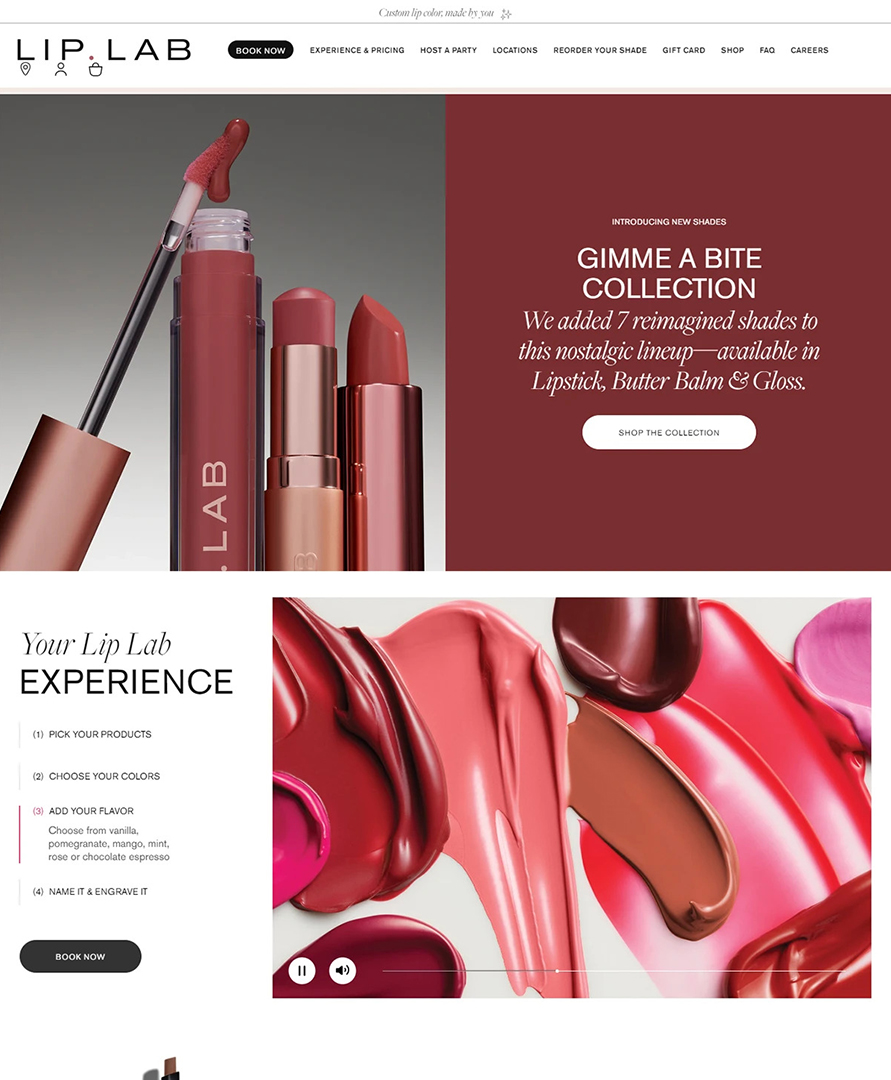 Custom lip color, made by you
LIP.LAB
BOOK NOW
EXPERIENCE & PRICING
HOST A PARTY
LOCATIONS
REORDER YOUR SHADE
GIFT CARD
SHOP
FAQ
CAREERS
.LAB
INTRODUCING NEW SHADES
GIMME A BITE
COLLECTION
We added 7 reimagined shades to
this nostalgic lineup—available in
Lipstick, Butter Balm & Gloss.
SHOP THE COLLECTION
Your Lip Lab
EXPERIENCE
(1) PICK YOUR PRODUCTS
(2) CHOOSE YOUR COLORS
(3) ADD YOUR FLAVOR
Choose from vanilla,
pomegranate, mango, mint,
rose or chocolate espresso
(4) NAME IT & ENGRAVE IT
BOOK NOW